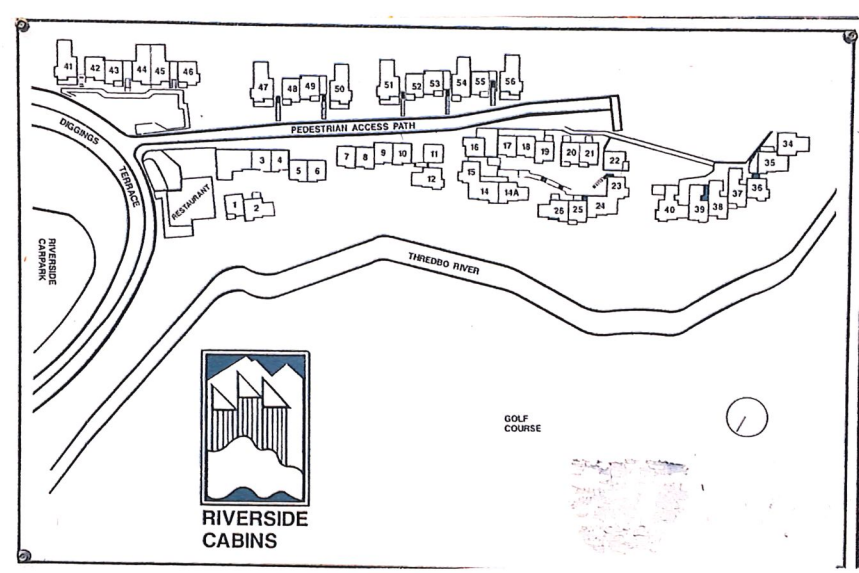 41 42 43 44 45 46
47 48 49 50
51 52 53 54 55 56
DIGGINGS
TERRACE
PEDESTRIAN ACCESS PATH
RESTAURANT
3 4 5 6
1 2
7 8 9 10 11
12
16 17 18 19 20 21 22
15 14 14A
23
26 25 24
34
35
36
37
40 39 38
RIVERSIDE
CARPARK
THREDBO RIVER
GOLF
COURSE
RIVERSIDE
CABINS